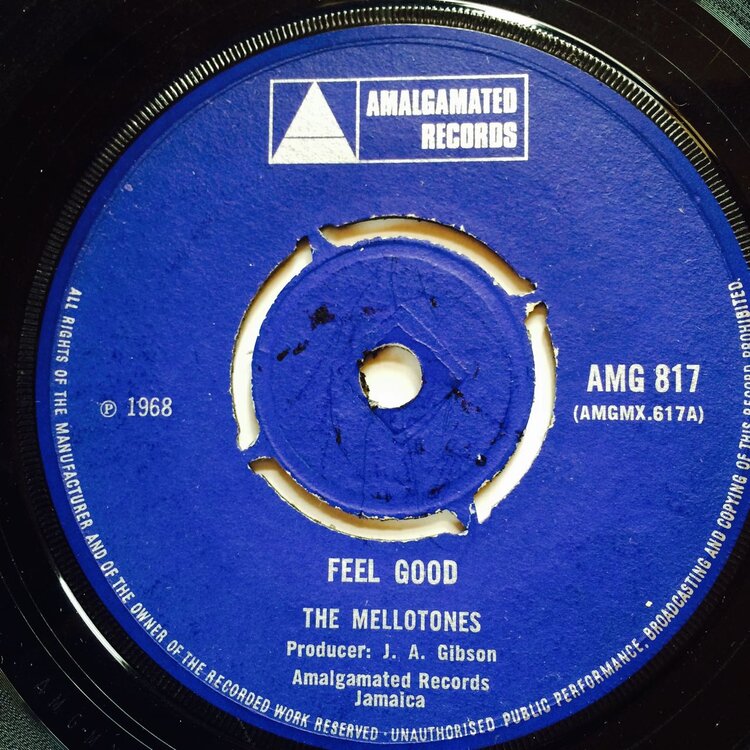 AMALGAMATED
RECORDS
AMG 817
(AMGMX.617A)
℗ 1968
FEEL GOOD
THE MELLOTONES
Producer: J. A. Gibson
Amalgamated Records
Jamaica
ALL RIGHTS OF THE MANUFACTURER AND OF THE OWNER OF THE RECORDED WORK RESERVED · UNAUTHORISED PUBLIC PERFORMANCE, BROADCASTING AND COPYING OF THIS RECORD PROHIBITED.